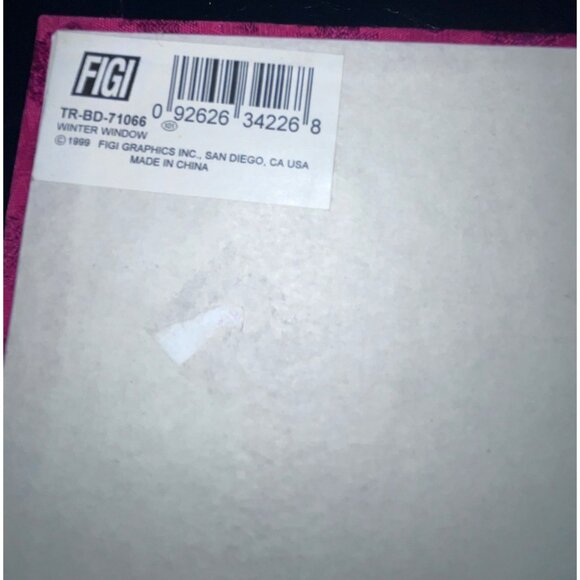 FIGI
TR-BD-71066
0 92626 34226 8
WINTER WINDOW
© 1999 FIGI GRAPHICS INC., SAN DIEGO, CA USA
MADE IN CHINA